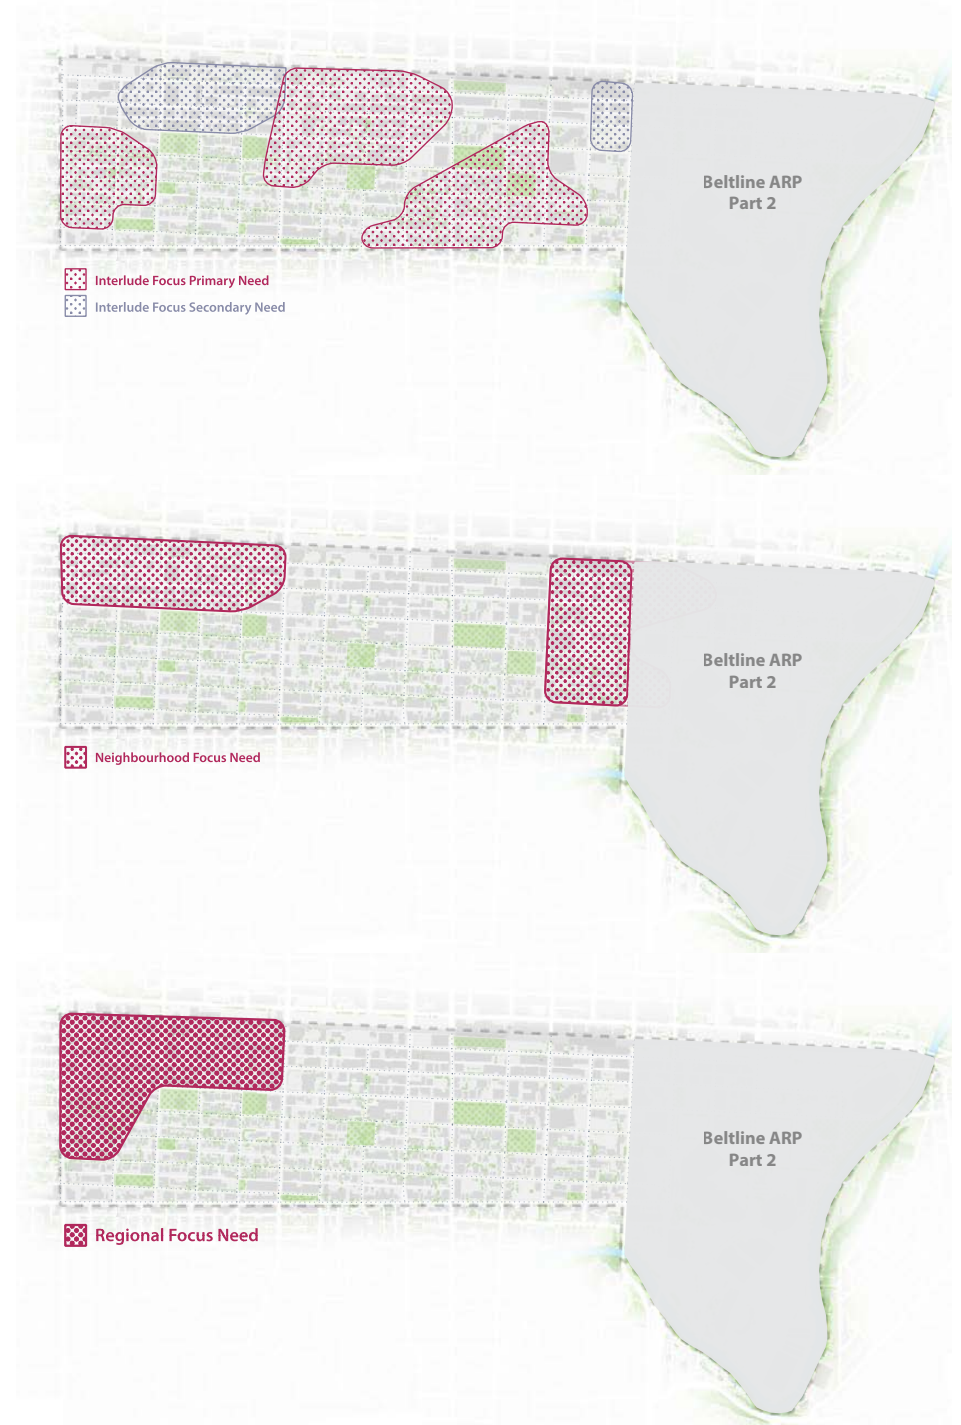 Beltline ARP
Part 2
Interlude Focus Primary Need
Interlude Focus Secondary Need
Beltline ARP
Part 2
Neighbourhood Focus Need
Beltline ARP
Part 2
Regional Focus Need